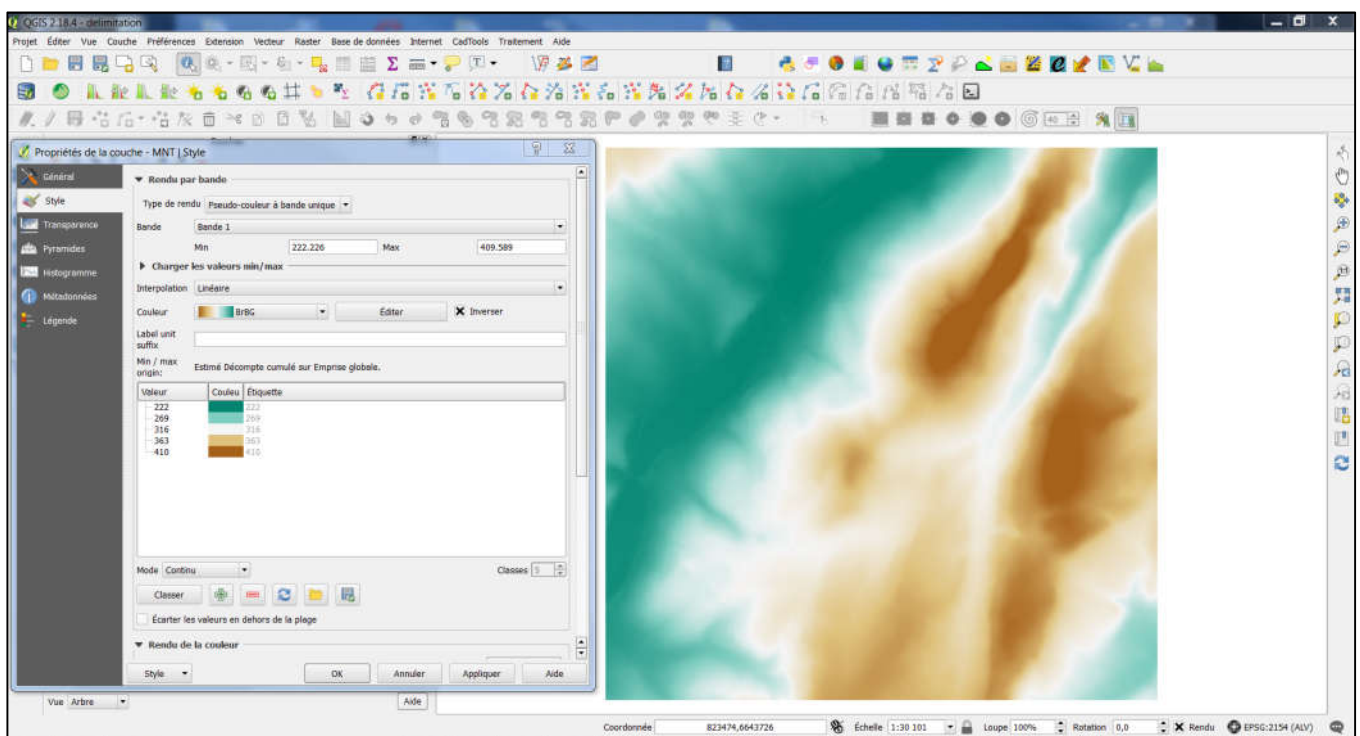 QGIS 2.18.4 - delimitation
Projet Éditer Vue Couche Préférences Extension Vecteur Raster Base de données Internet CadTools Traitement Aide
Propriétés de la couche - MNT | Style
Général
Style
Transparence
Pyramides
Histogramme
Métadonnées
Légende
Rendu par bande
Type de rendu Pseudo-couleur à bande unique
Bande Bande 1
Min 222.226 Max 409.589
Charger les valeurs min/max
Interpolation Linéaire
Couleur BrBG Éditer Inverser
Label unit
suffix
Min / max
origin: Estimé Décompte cumulé sur Emprise globale.
Valeur Couleu Étiquette
222 222
269 269
316 316
363 363
410 410
Mode Continu Classes 5
Classer
Écarter les valeurs en dehors de la plage
Rendu de la couleur
Style OK Annuler Appliquer Aide
Vue Arbre Aide
Coordonnée 823474,6643726 Échelle 1:30 101 Loupe 100% Rotation 0,0 Rendu EPSG:2154 (ALV)